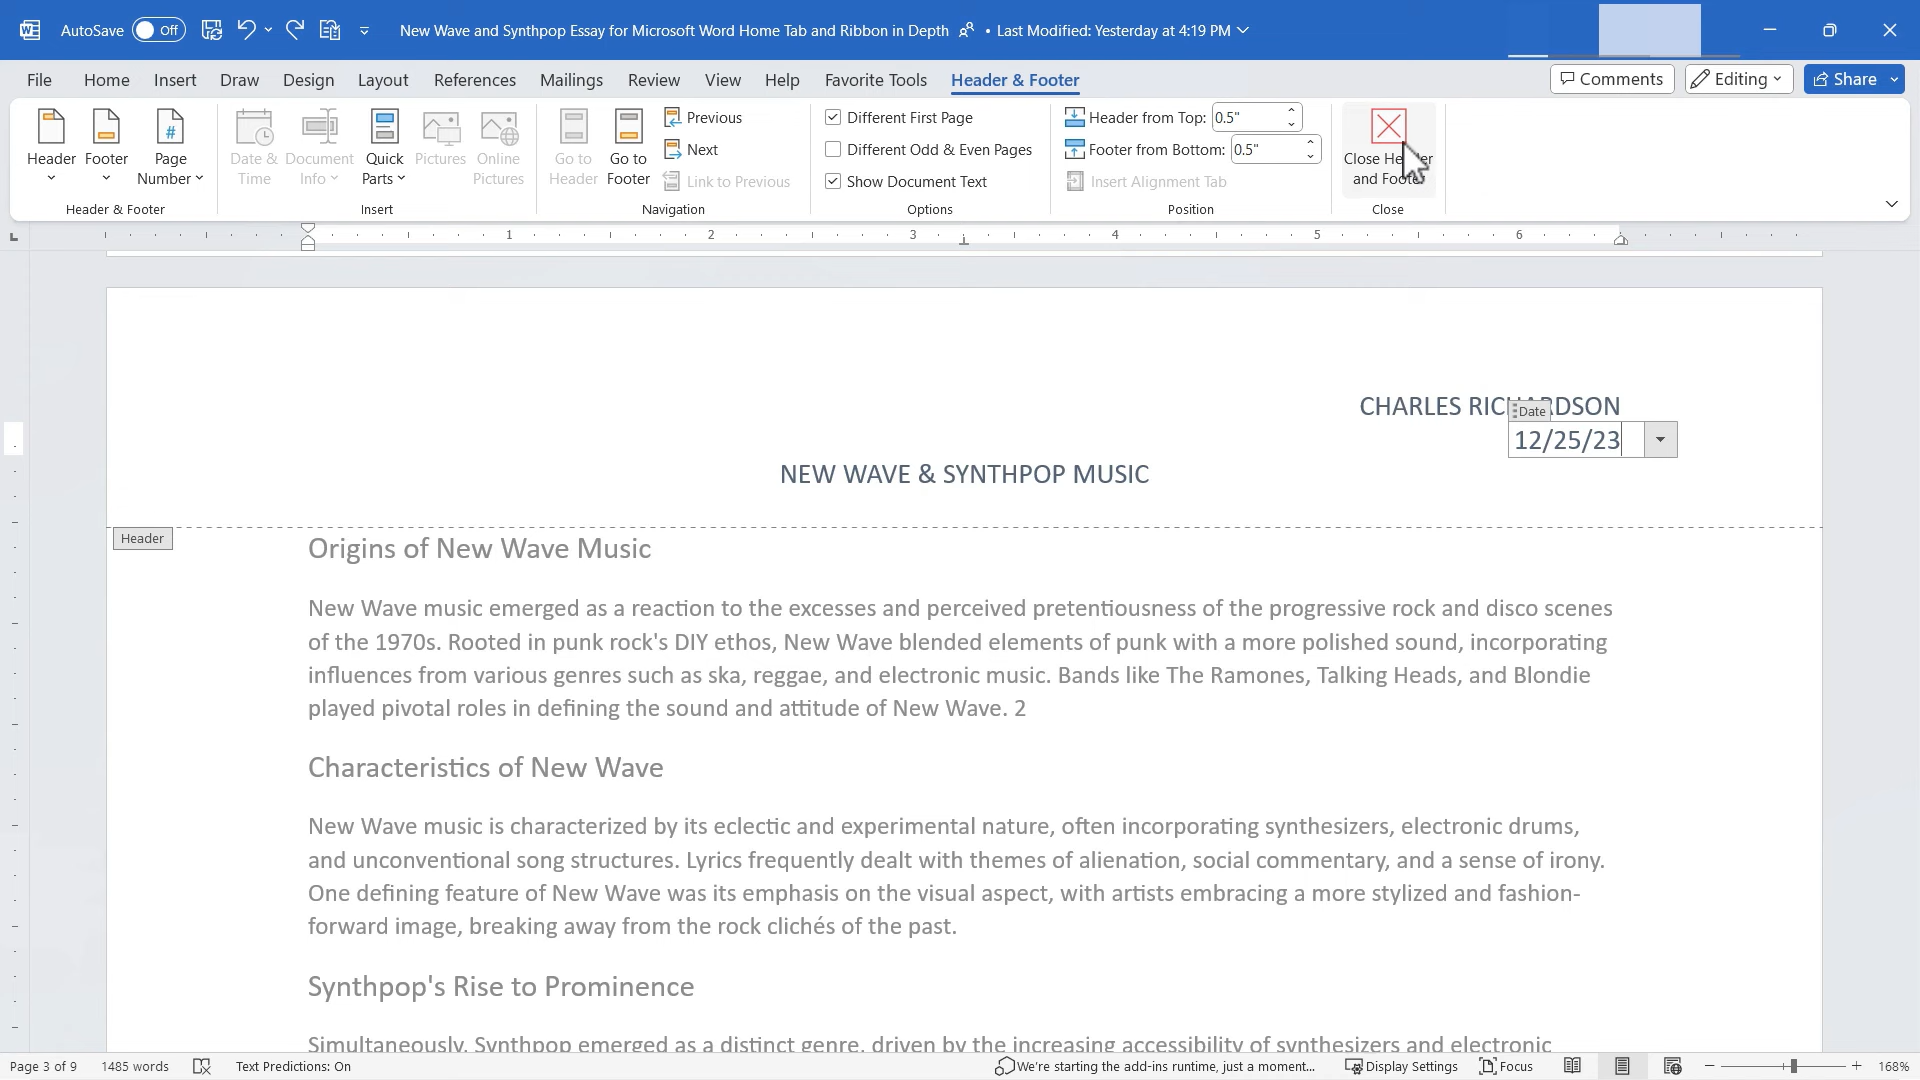 AutoSave Off New Wave and Synthpop Essay for Microsoft Word Home Tab and Ribbon in Depth • Last Modified: Yesterday at 4:19 PM
File Home Insert Draw Design Layout References Mailings Review View Help Favorite Tools Header & Footer Comments Editing Share
Header Footer Page Number
Header & Footer
Date & Time Document Info Quick Parts Pictures Online Pictures
Insert
Go to Header Go to Footer Previous
Next
Link to Previous
Navigation
Different First Page
Different Odd & Even Pages
Show Document Text
Options
Header from Top: 0.5"
Footer from Bottom: 0.5"
Insert Alignment Tab
Position
Close Header
and Footer
Close
1 2 3 4 5 6
CHARLES RICHARDSON
Date
12/25/23
NEW WAVE & SYNTHPOP MUSIC
Header
Origins of New Wave Music
New Wave music emerged as a reaction to the excesses and perceived pretentiousness of the progressive rock and disco scenes
of the 1970s. Rooted in punk rock's DIY ethos, New Wave blended elements of punk with a more polished sound, incorporating
influences from various genres such as ska, reggae, and electronic music. Bands like The Ramones, Talking Heads, and Blondie
played pivotal roles in defining the sound and attitude of New Wave. 2
Characteristics of New Wave
New Wave music is characterized by its eclectic and experimental nature, often incorporating synthesizers, electronic drums,
and unconventional song structures. Lyrics frequently dealt with themes of alienation, social commentary, and a sense of irony.
One defining feature of New Wave was its emphasis on the visual aspect, with artists embracing a more stylized and fashion-
forward image, breaking away from the rock clichés of the past.
Synthpop's Rise to Prominence
Simultaneously, Synthpop emerged as a distinct genre, driven by the increasing accessibility of synthesizers and electronic
Page 3 of 9 1485 words Text Predictions: On We're starting the add-ins runtime, just a moment... Display Settings Focus 168%